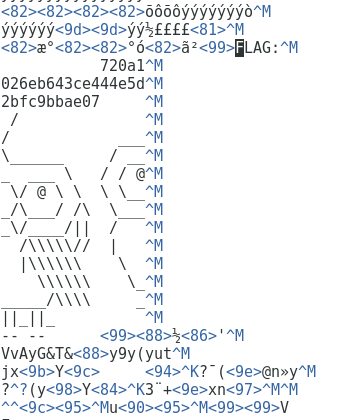 <82><82><82><82>õôõôýýýýýýýò^M
ýýýýýý<9d><9d>ýý½££££<81>^M
<82>æ°<82><82>°ó<82>ã²<99>FLAG:^M
            720a1^M
026eb643ce444e5d^M
2bfc9bbae07     ^M
 /              ^M
/            ___^M
\______     / __^M
_  ___ \   / / @^M
 \/ @ \ \  \ \__^M
_/\___/ /\  \___^M
_\/____/||  /   ^M
  /\\\\\//  |   ^M
  |\\\\\\    \  ^M
    \\\\\\    \_^M
_____/\\\\     _^M
||_||_          ^M
-- --      <99><88>½<86>'^M
VvAyG&T&<88>y9y(yut^M
jx<9b>Y<9c>     <94>^K?¯(<9e>@n»y^M
?^?(y<98>Y<84>^K3¨+<9e>xn<97>^M^M
^^<9c><95>^Mu<90><95>^M<99><99>V